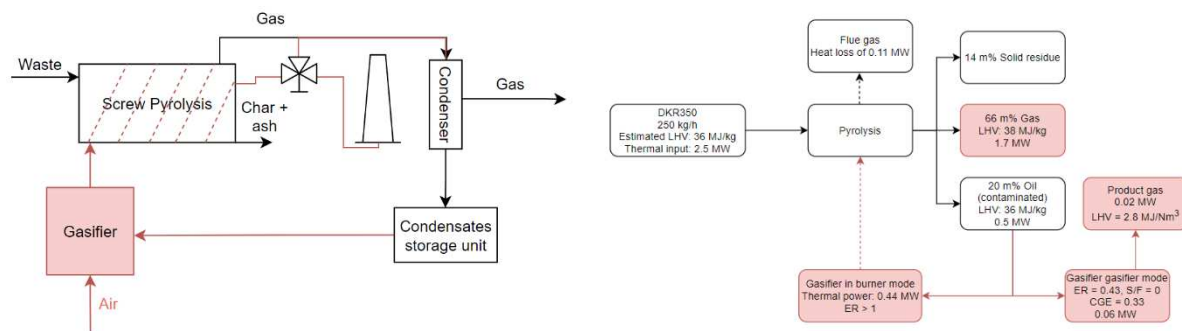 Gas
Waste
Screw Pyrolysis
Char +
ash
Condenser
Gas
Gasifier
Condensates
storage unit
Air
Flue gas
Heat loss of 0.11 MW
14 m% Solid residue
DKR350
250 kg/h
Estimated LHV: 36 MJ/kg
Thermal input: 2.5 MW
Pyrolysis
66 m% Gas
LHV: 38 MJ/kg
1.7 MW
20 m% Oil
(contaminated)
LHV: 36 MJ/kg
0.5 MW
Product gas
0.02 MW
LHV = 2.8 MJ/Nm³
Gasifier in burner mode
Thermal power: 0.44 MW
ER > 1
Gasifier gasifier mode
ER = 0.43, S/F = 0
CGE = 0.33
0.06 MW